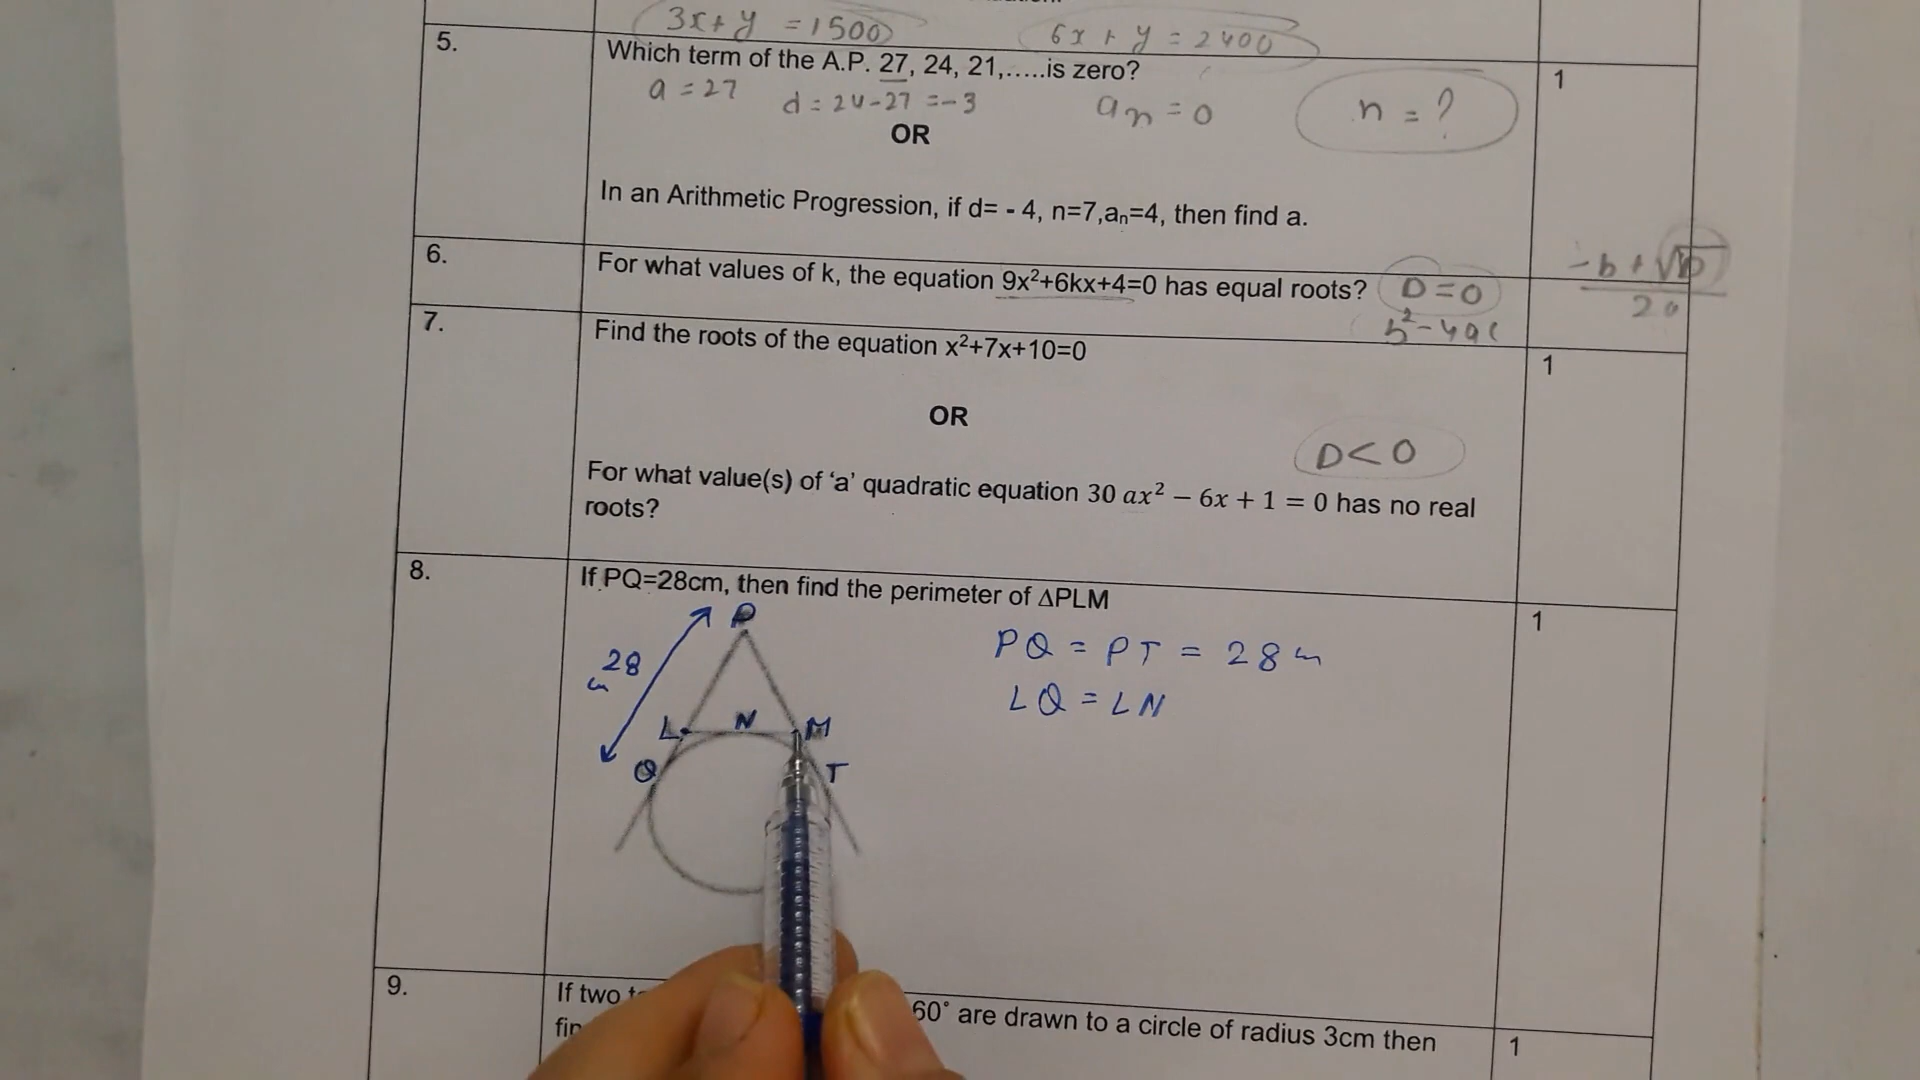 3x+y = 1500
6x + y = 2400
5.
Which term of the A.P. 27, 24, 21,.....is zero?
1
a = 27
d = 24-27 = -3
an = 0
n = ?
OR
In an Arithmetic Progression, if d= - 4, n=7,an=4, then find a.
6.
For what values of k, the equation 9x²+6kx+4=0 has equal roots?
D = 0
b² - 4ac
-b + √D
2a
7.
Find the roots of the equation x²+7x+10=0
1
OR
D < 0
For what value(s) of ‘a’ quadratic equation 30 ax² − 6x + 1 = 0 has no real
roots?
8.
If PQ=28cm, then find the perimeter of ∆PLM
1
P
28
L
N
M
Q
T
PQ = PT = 28 cm
LQ = LN
9.
If two
60˚ are drawn to a circle of radius 3cm then
1